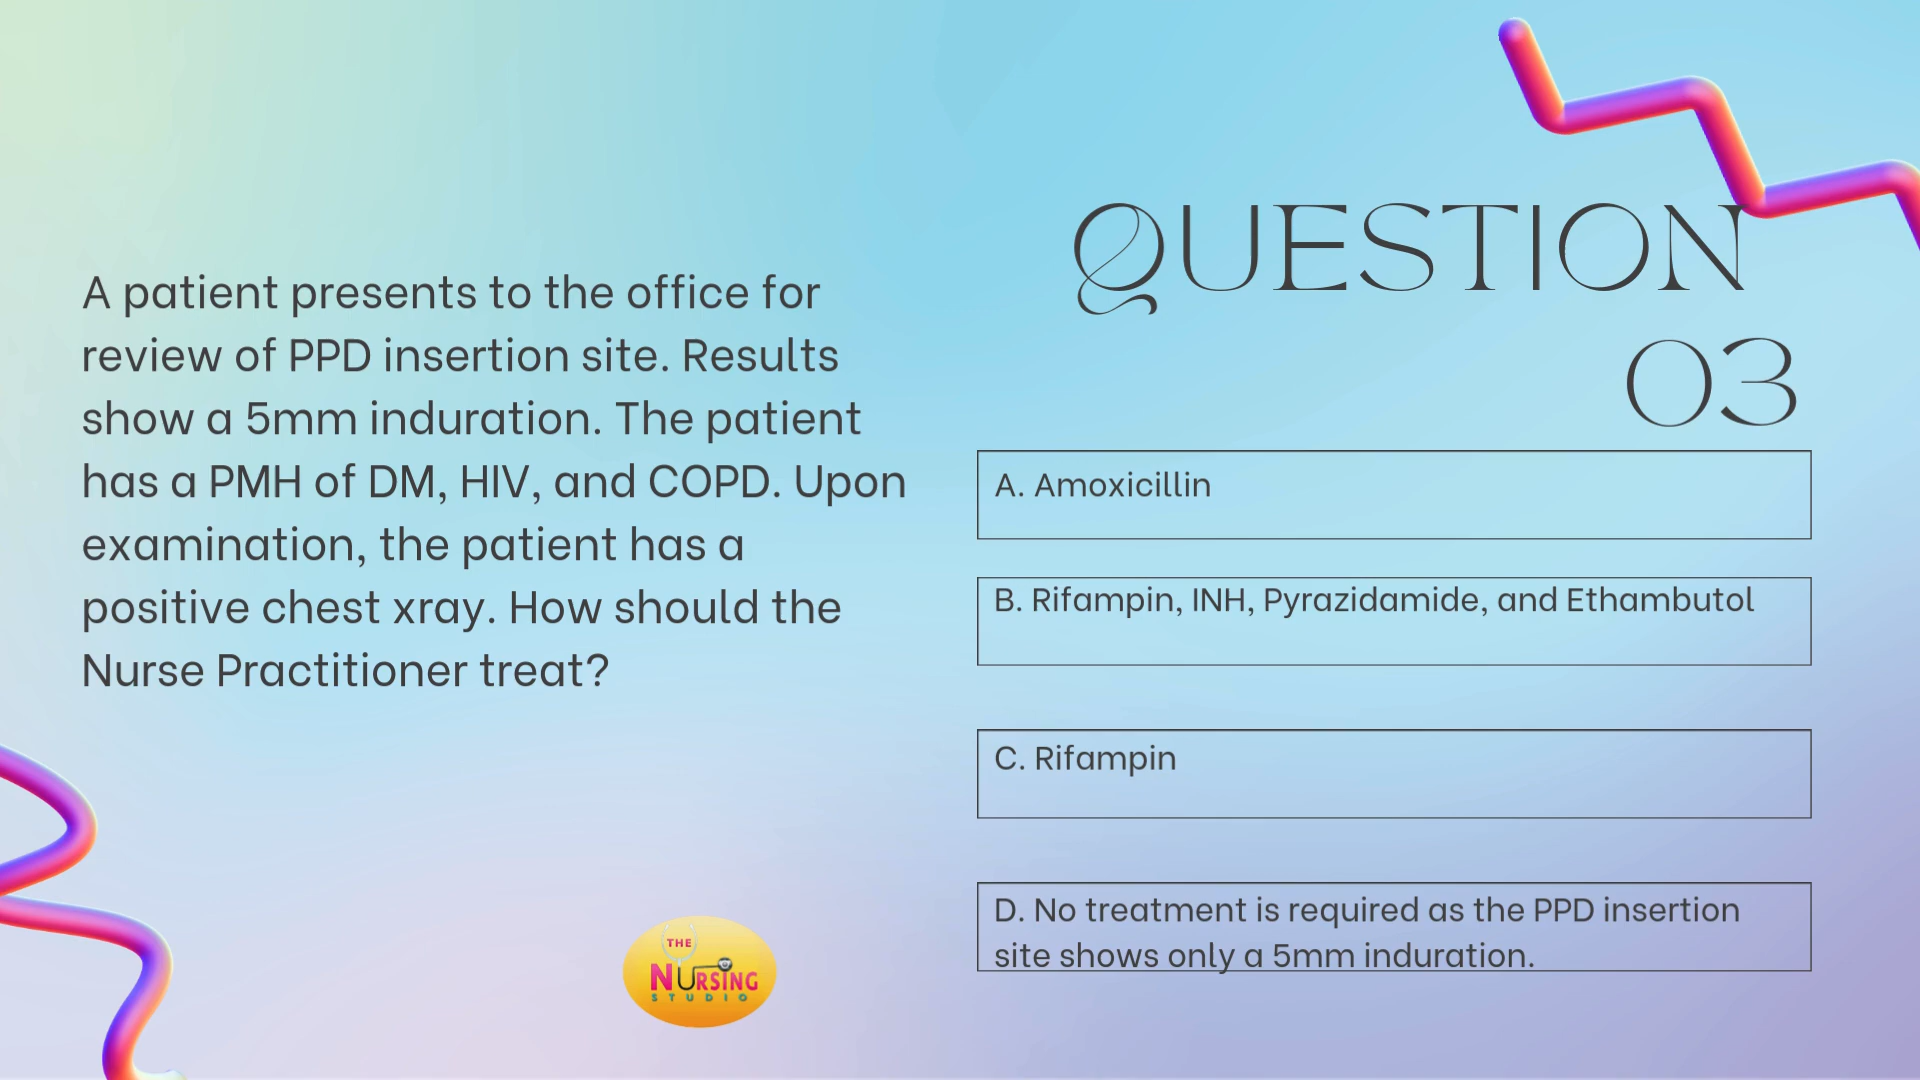 A patient presents to the office for
review of PPD insertion site. Results
show a 5mm induration. The patient
has a PMH of DM, HIV, and COPD. Upon
examination, the patient has a
positive chest xray. How should the
Nurse Practitioner treat?
QUESTION
03
A. Amoxicillin
B. Rifampin, INH, Pyrazidamide, and Ethambutol
C. Rifampin
D. No treatment is required as the PPD insertion
site shows only a 5mm induration.
THE
NURSING
STUDIO